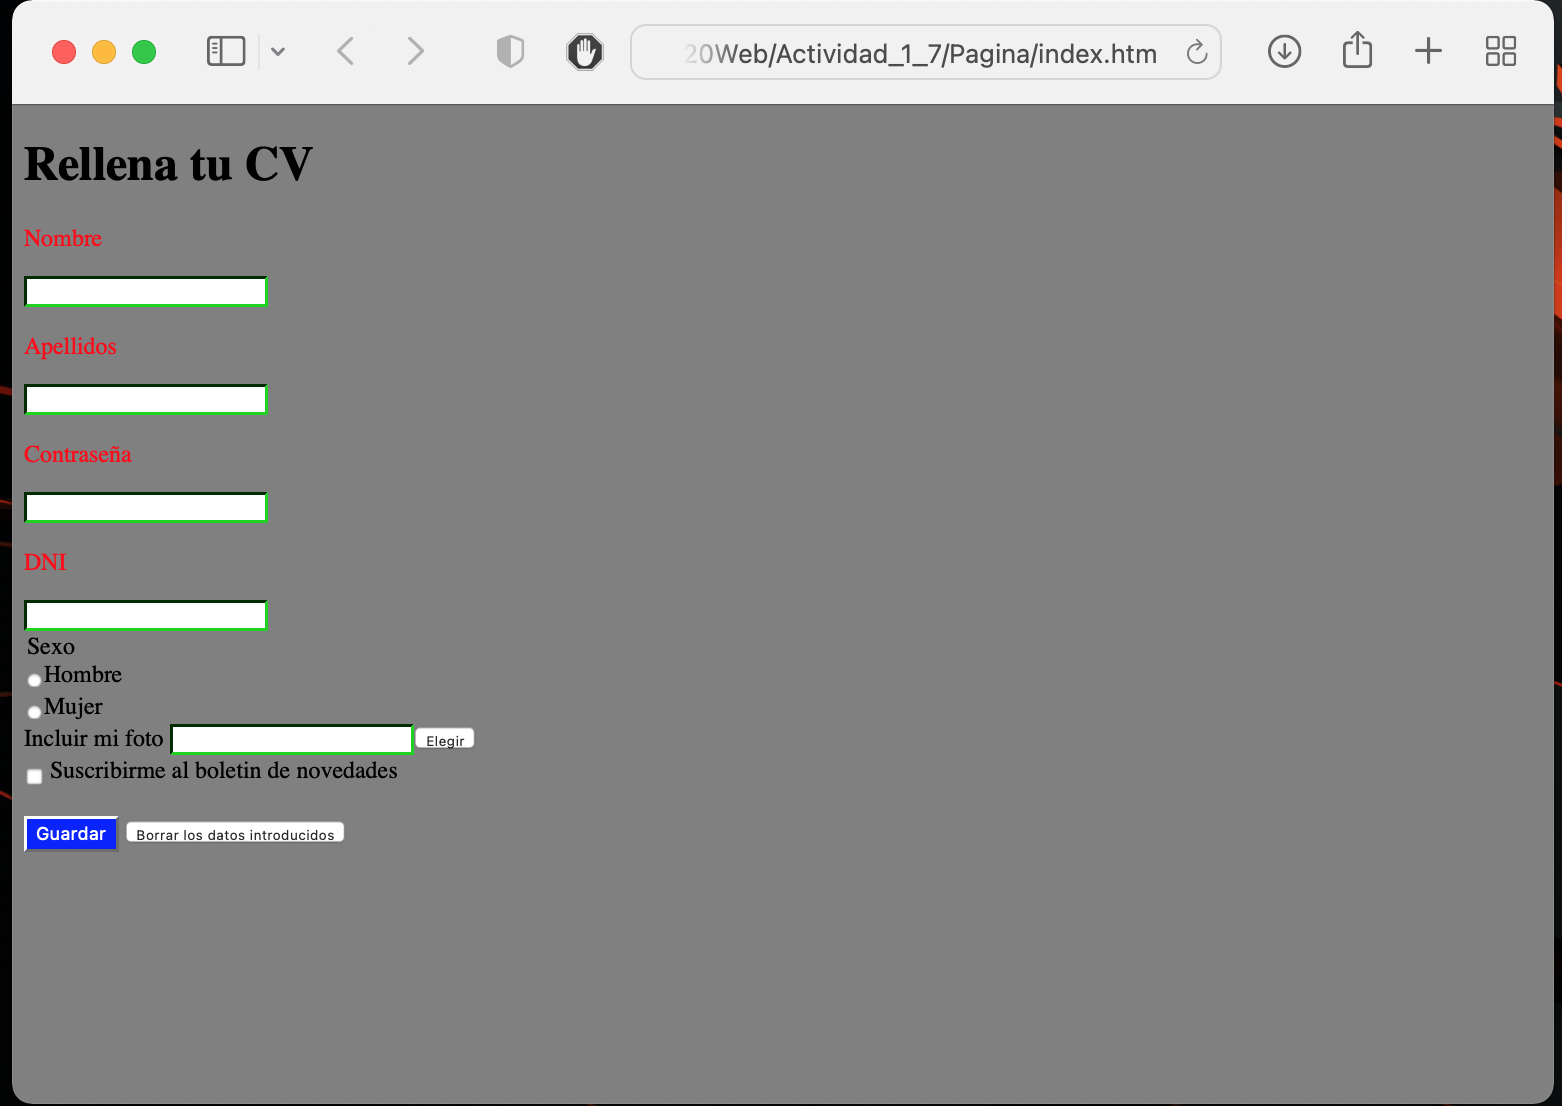 20Web/Actividad_1_7/Pagina/index.htm
Rellena tu CV
Nombre
Apellidos
Contraseña
DNI
Sexo
Hombre
Mujer
Incluir mi foto Elegir
Suscribirme al boletin de novedades
Guardar Borrar los datos introducidos